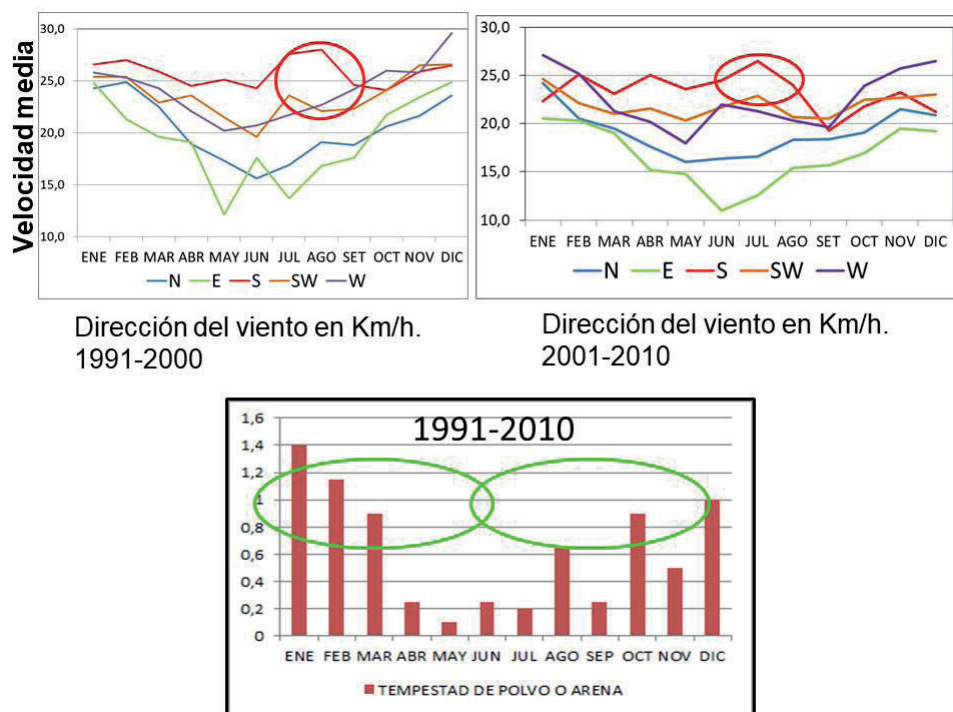 Velocidad media
30,0
25,0
20,0
15,0
10,0
ENE FEB MAR ABR MAY JUN JUL AGO SET OCT NOV DIC
N E S SW W
30,0
25,0
20,0
15,0
10,0
ENE FEB MAR ABR MAY JUN JUL AGO SET OCT NOV DIC
N E S SW W
Dirección del viento en Km/h.
1991-2000
Dirección del viento en Km/h.
2001-2010
1991-2010
1,6
1,4
1,2
1
0,8
0,6
0,4
0,2
0
ENE FEB MAR ABR MAY JUN JUL AGO SEP OCT NOV DIC
TEMPESTAD DE POLVO O ARENA